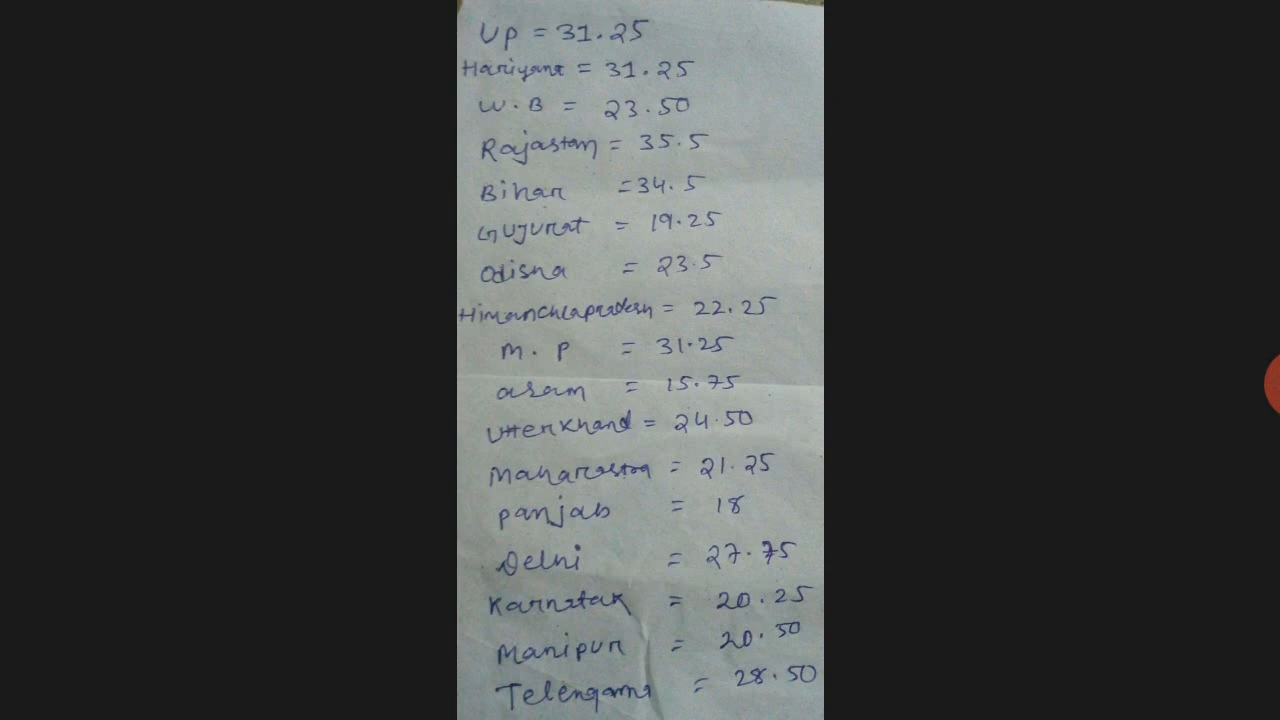 UP = 31.25
Hariyana = 31.25
W.B = 23.50
Rajastan = 35.5
Bihar = 34.5
Gujurat = 19.25
Odisha = 23.5
Himanchlapradesh = 22.25
M.P = 31.25
asam = 15.75
Utterkhand = 24.50
Maharastra = 21.25
Panjab = 18
Delhi = 27.75
Karnatak = 20.25
Manipur = 20.50
Telengana = 28.50